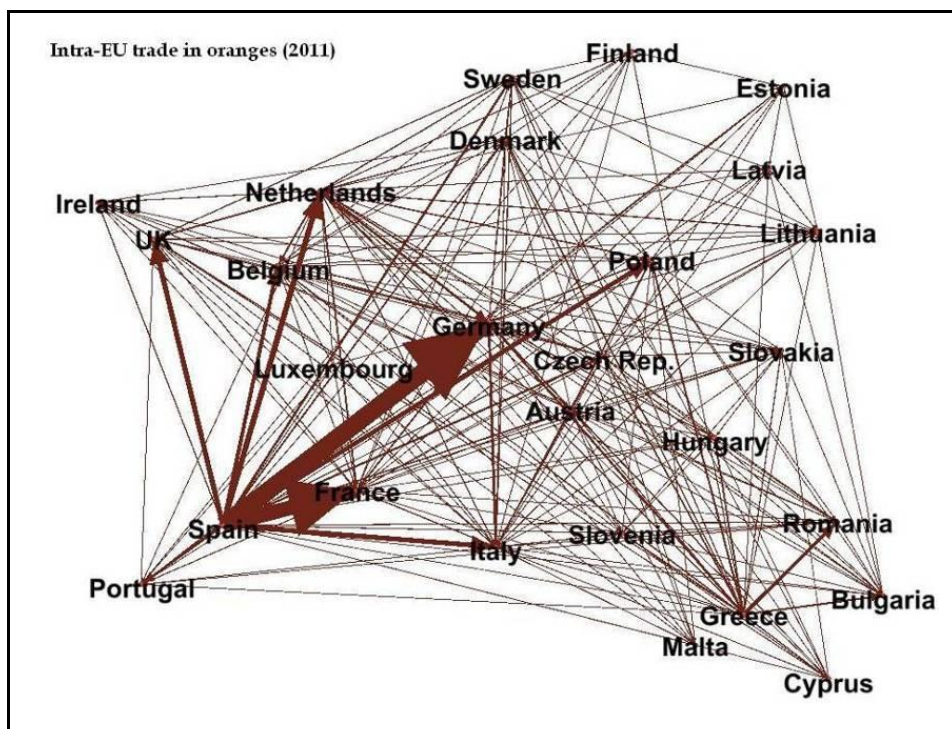 Intra-EU trade in oranges (2011)
Finland
Sweden
Estonia
Denmark
Latvia
Netherlands
Ireland
UK
Lithuania
Belgium
Poland
Germany
Luxembourg
Czech Rep.
Slovakia
Austria
Hungary
France
Spain
Italy
Slovenia
Romania
Portugal
Greece
Bulgaria
Malta
Cyprus